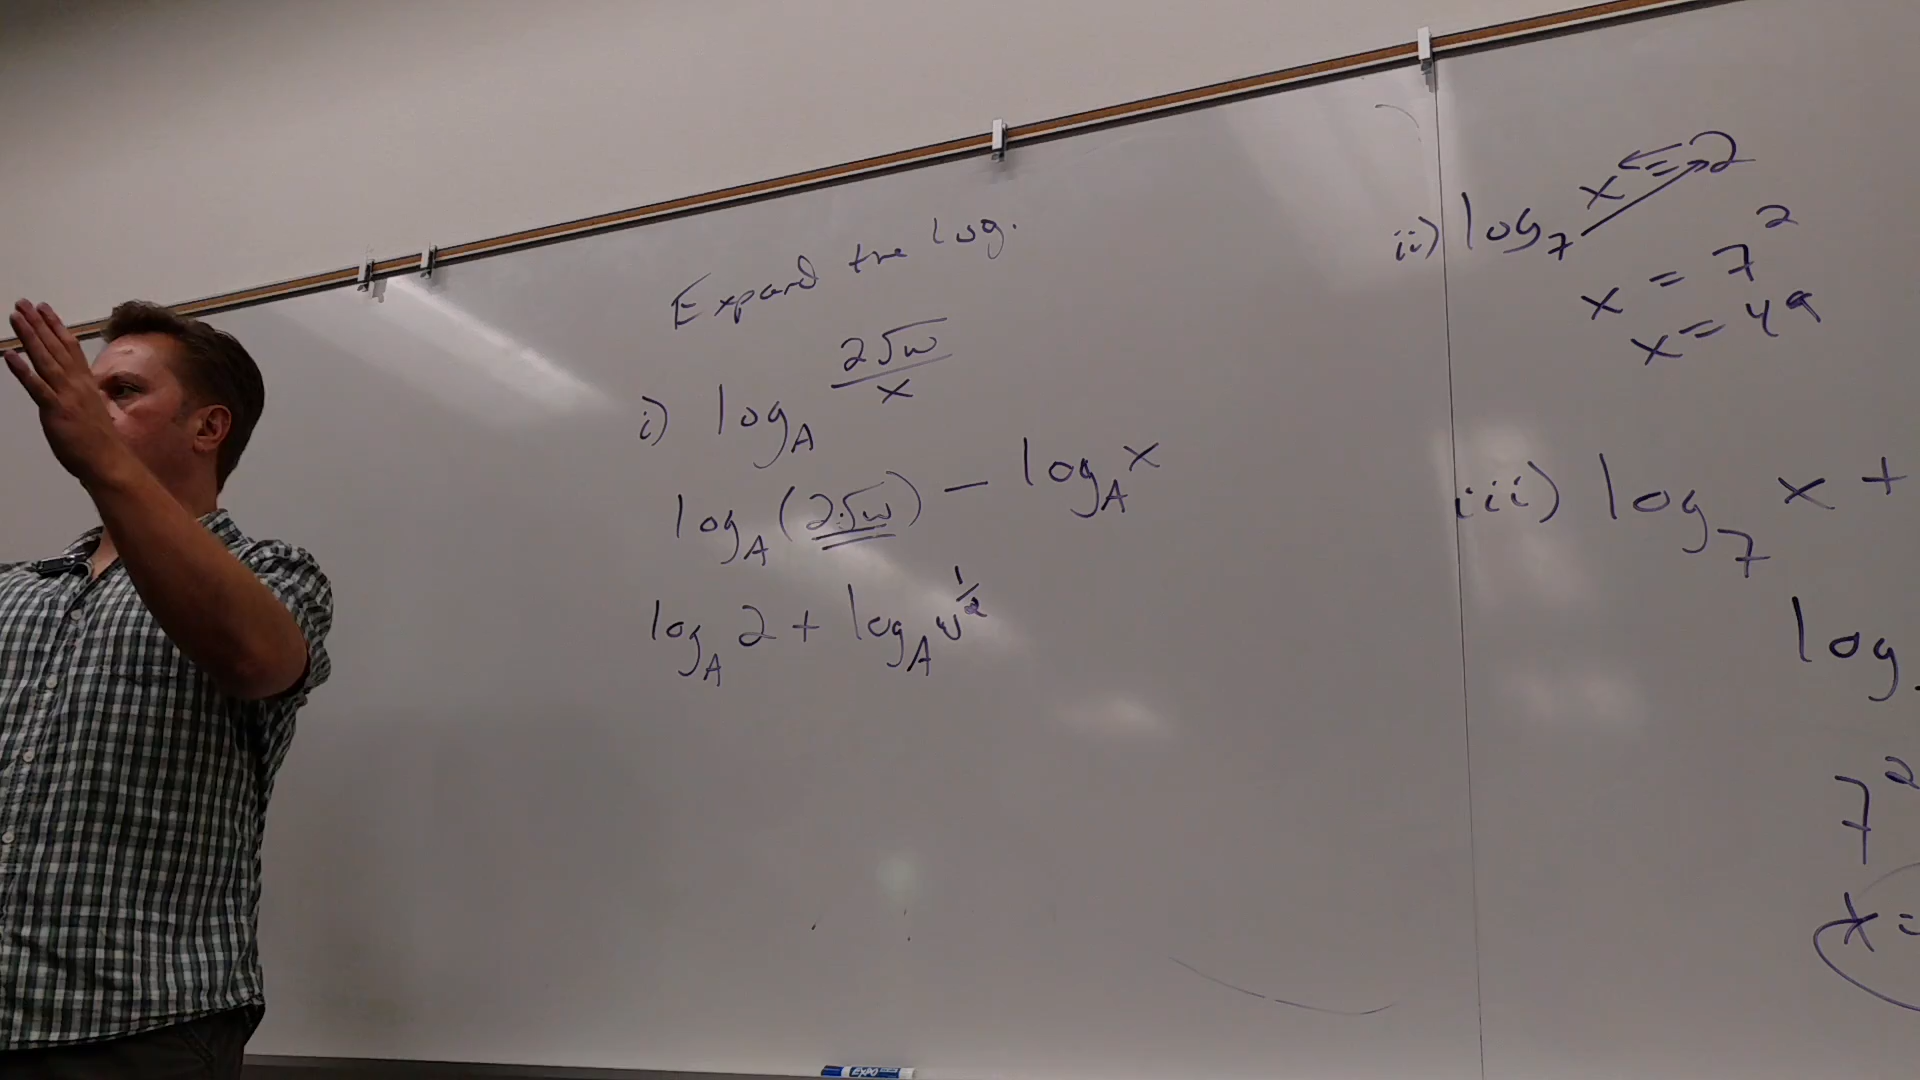 Expand the log.
i) log_A 2√w/x
log_A (2·√w) – log_A x
log_A 2 + log_A w^1/2
ii) log_7 x = 2
x = 7^2
x = 49
iii) log_7 x +
log
7^2
x =
EXPO